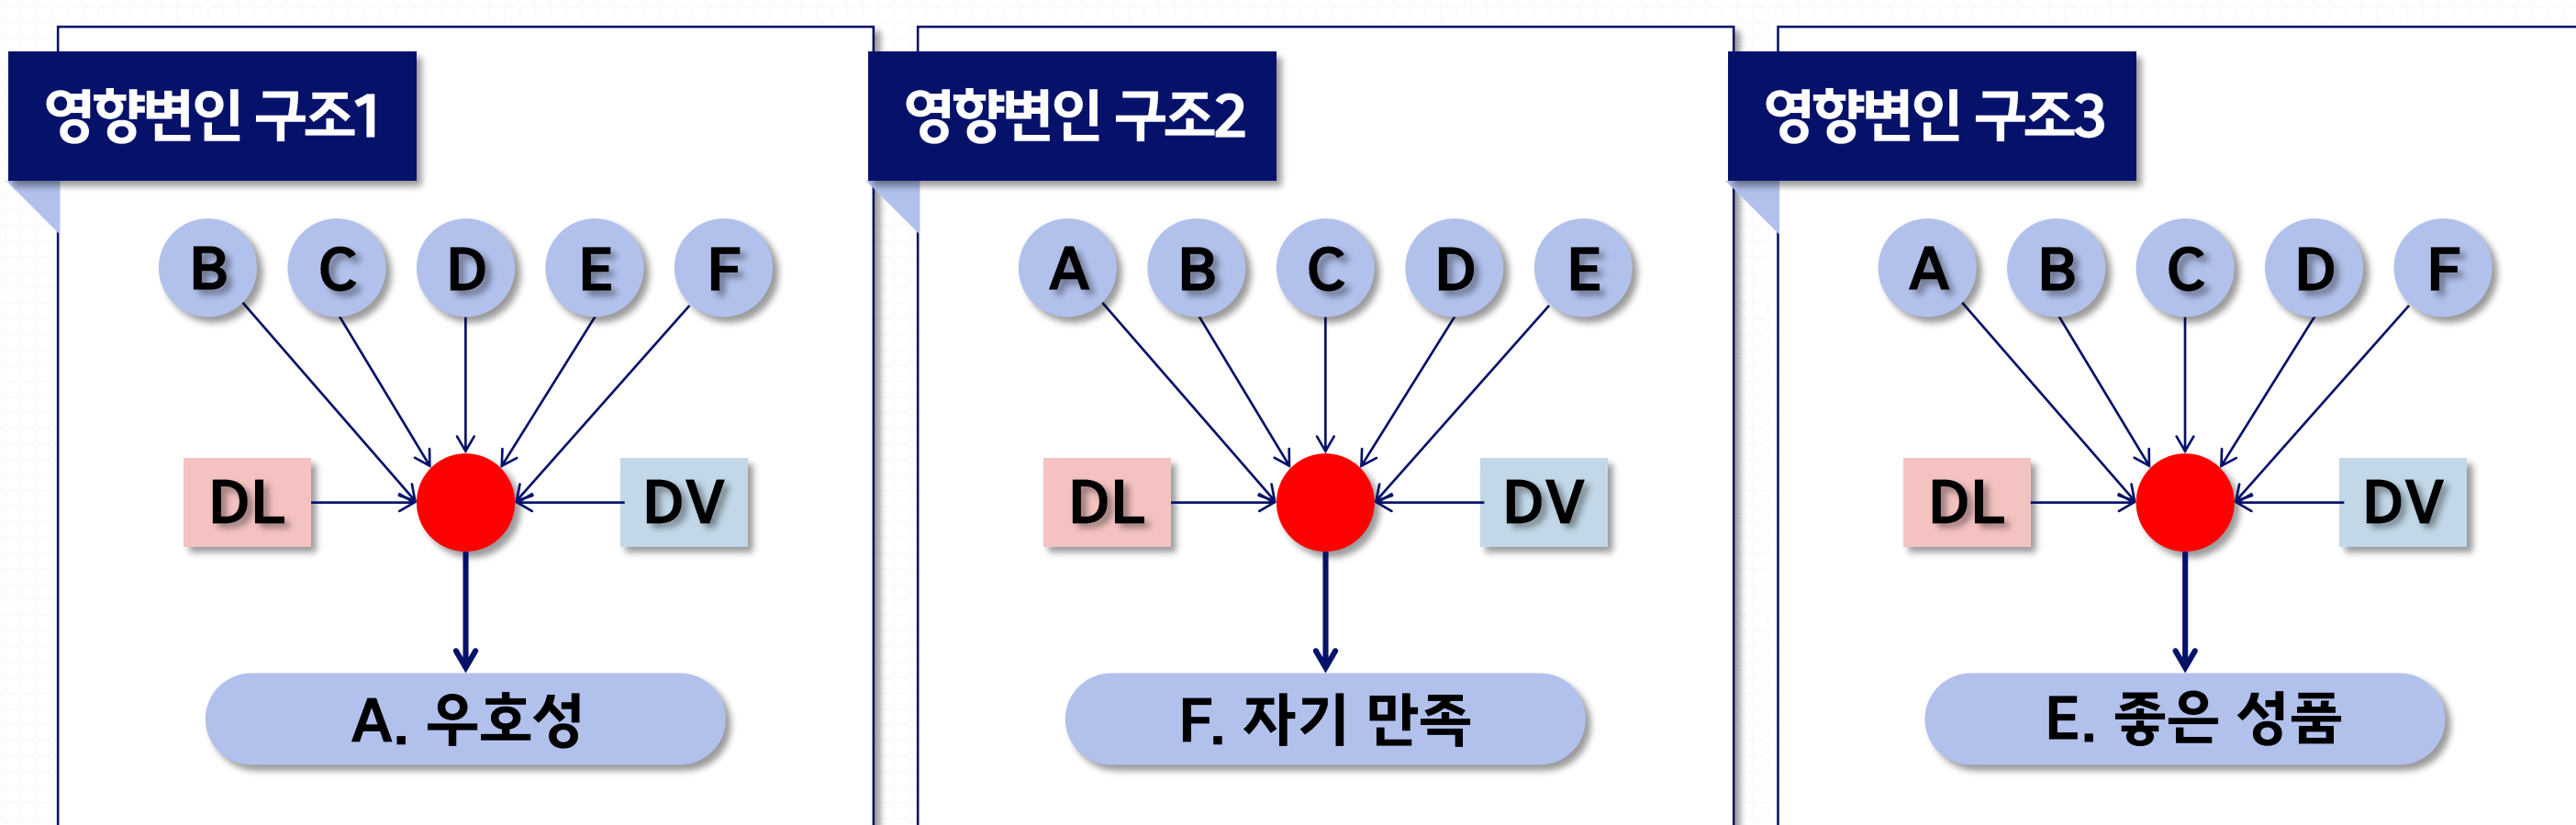 영향변인 구조1
B C D E F
DL DV
A. 우호성
영향변인 구조2
A B C D E
DL DV
F. 자기 만족
영향변인 구조3
A B C D F
DL DV
E. 좋은 성품